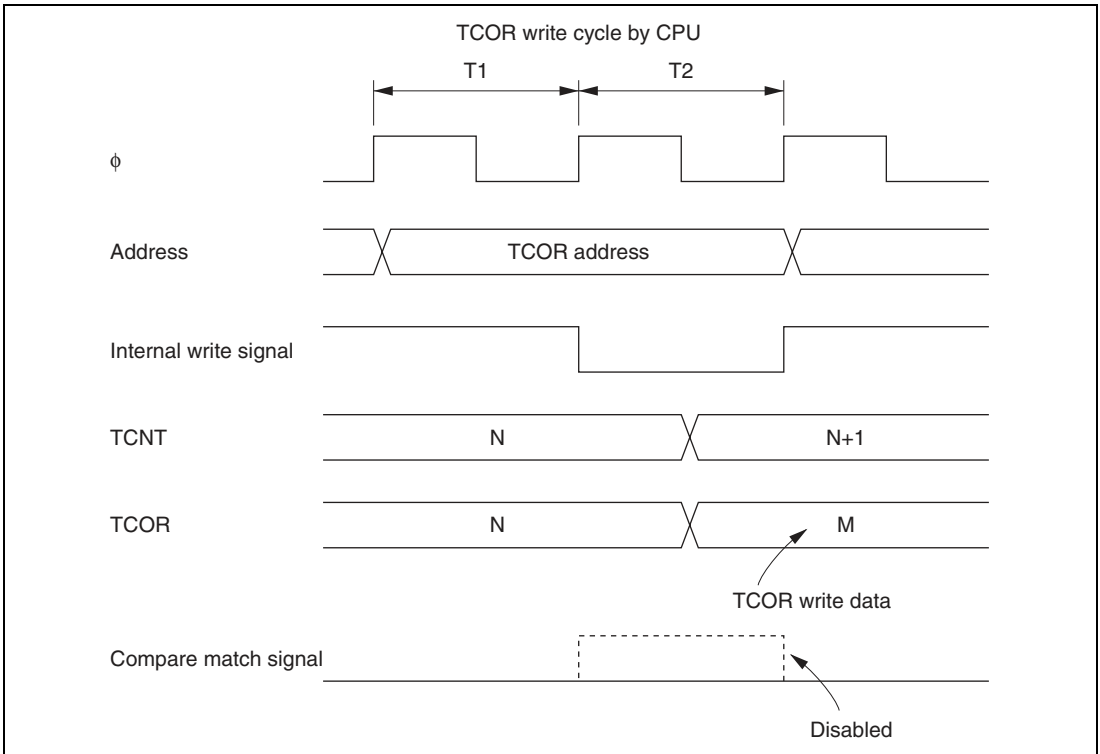 TCOR write cycle by CPU
T1 T2
ϕ
Address TCOR address
Internal write signal
TCNT N N+1
TCOR N M
TCOR write data
Compare match signal
Disabled